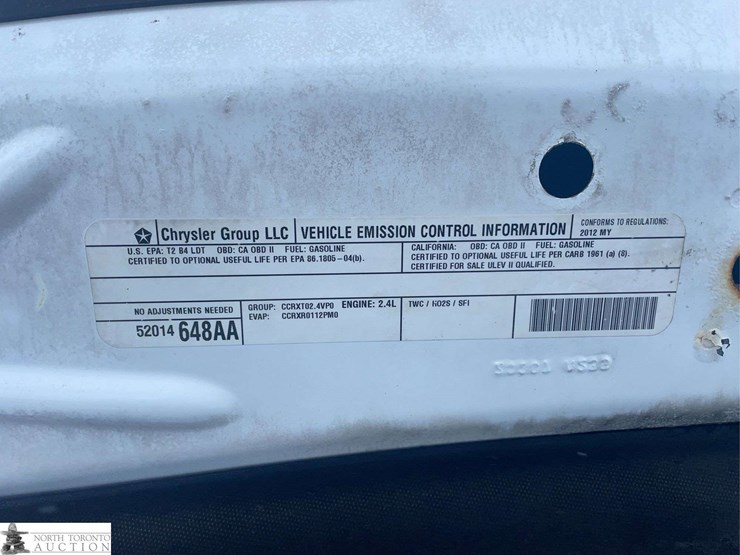 Chrysler Group LLC VEHICLE EMISSION CONTROL INFORMATION
CONFORMS TO REGULATIONS:
2012 MY
U.S. EPA: T2 B4 LDT OBD: CA OBD II FUEL: GASOLINE
CERTIFIED TO OPTIONAL USEFUL LIFE PER EPA 86.1805-04(b).
CALIFORNIA: OBD: CA OBD II FUEL: GASOLINE
CERTIFIED TO OPTIONAL USEFUL LIFE PER CARB 1961 (a) (8).
CERTIFIED FOR SALE ULEV II QUALIFIED.
NO ADJUSTMENTS NEEDED
52014 648AA
GROUP: CCRXT02.4VP0 ENGINE: 2.4L
EVAP: CCRXR0112PM0
TWC / HO2S / SFI
NORTH TORONTO
AUCTION